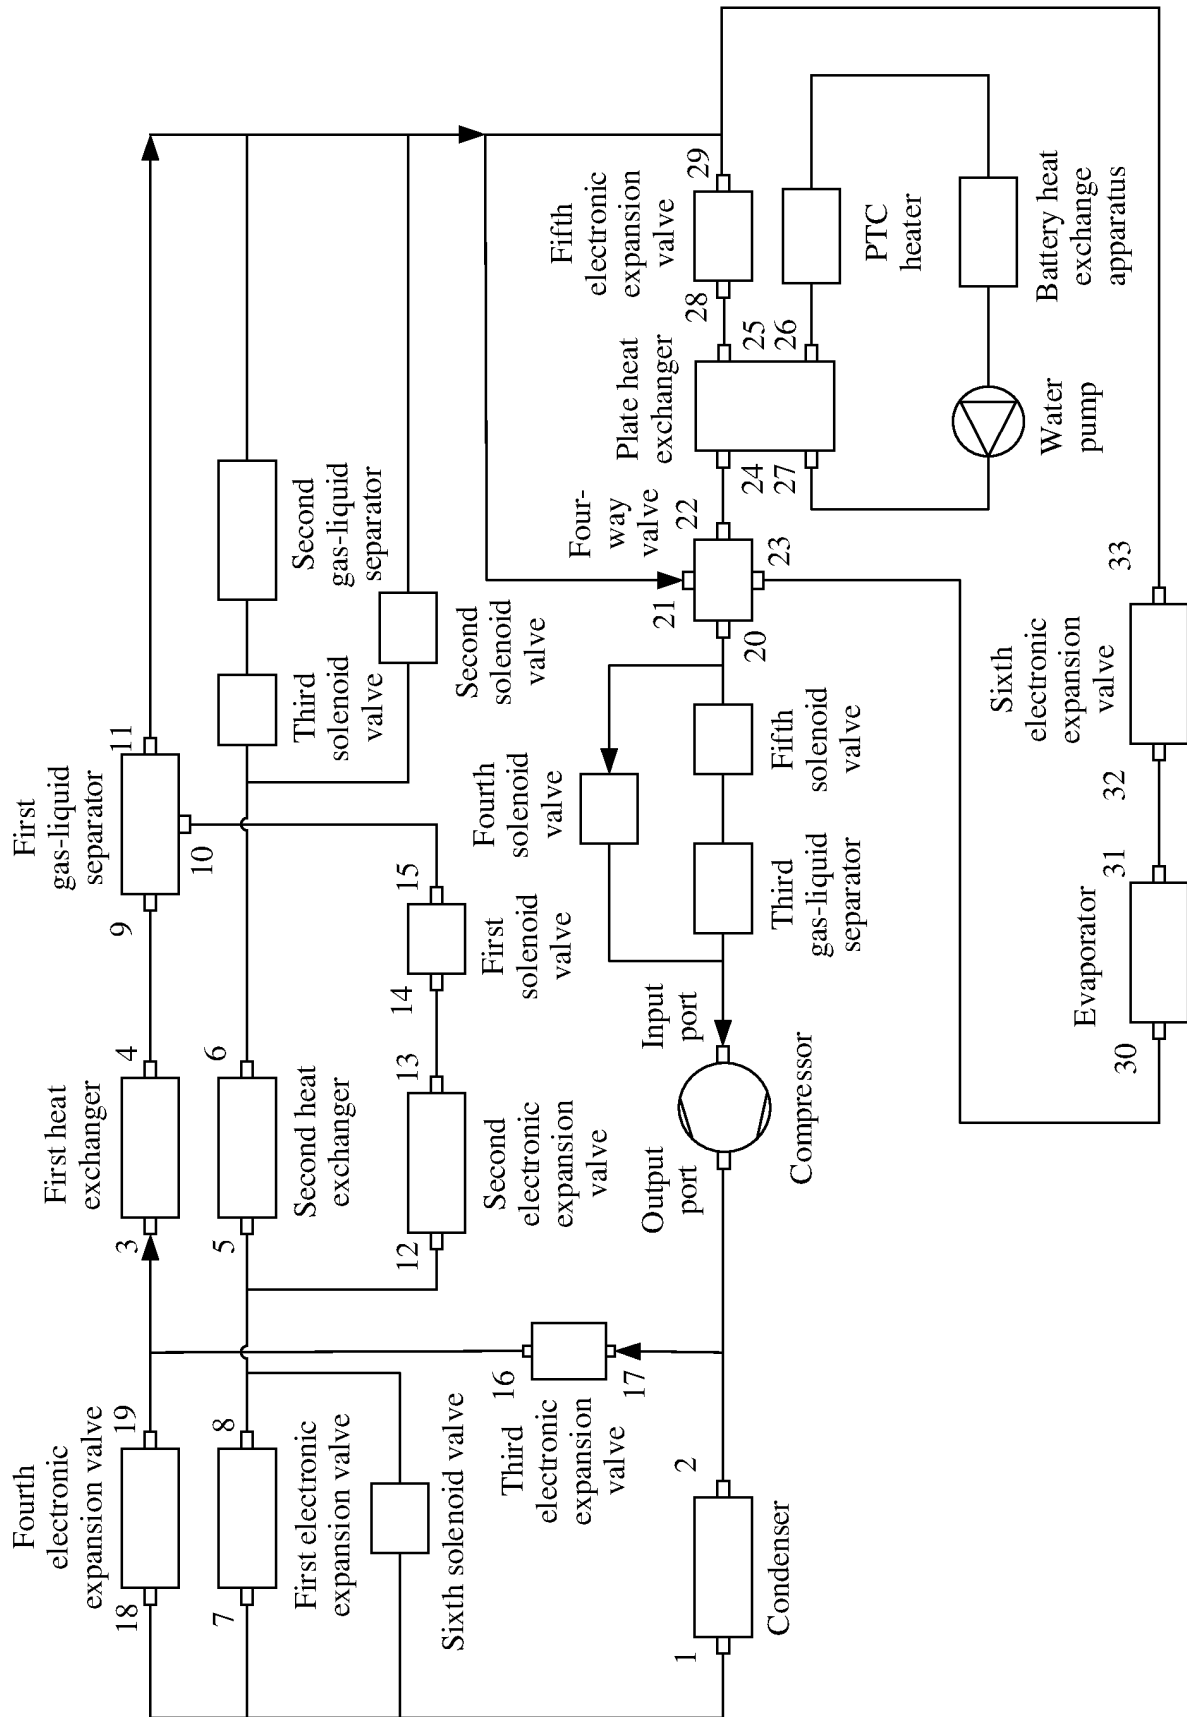 Fourth
electronic
expansion valve
18
19
3
First heat
exchanger
4
9
First
gas-liquid
separator
10
11
7
First electronic
expansion valve
8
5
Second heat
exchanger
6
Third
solenoid
valve
Second
gas-liquid
separator
Sixth solenoid valve
12
Second
electronic
expansion
valve
13
14
First
solenoid
valve
15
Second
solenoid
valve
Third
electronic
expansion
valve
16
17
Fourth
solenoid
valve
Four-
way
valve
21
22
Fifth
electronic
expansion
valve
28
29
1
Condenser
2
Output
port
Compressor
Input
port
Third
gas-liquid
separator
Fifth
solenoid
valve
20
23
Plate heat
exchanger
24
27
25
26
PTC
heater
Water
pump
Battery heat
exchange
apparatus
30
Evaporator
31
32
Sixth
electronic
expansion
valve
33